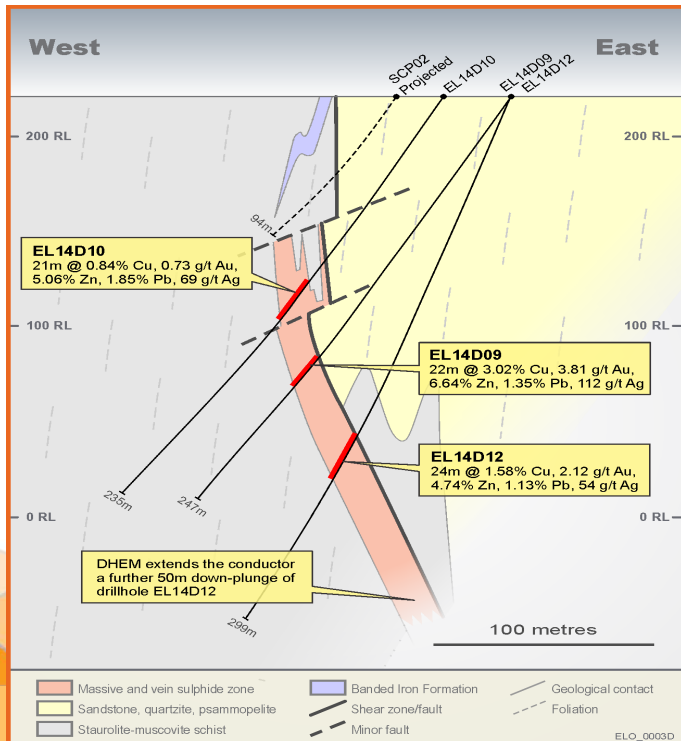 West
East
SCP02
Projected
EL14D10
EL14D09
EL14D12
200 RL
200 RL
94m
EL14D10
21m @ 0.84% Cu, 0.73 g/t Au,
5.06% Zn, 1.85% Pb, 69 g/t Ag
100 RL
100 RL
EL14D09
22m @ 3.02% Cu, 3.81 g/t Au,
6.64% Zn, 1.35% Pb, 112 g/t Ag
EL14D12
24m @ 1.58% Cu, 2.12 g/t Au,
4.74% Zn, 1.13% Pb, 54 g/t Ag
235m
247m
0 RL
0 RL
DHEM extends the conductor
a further 50m down-plunge of
drillhole EL14D12
299m
100 metres
Massive and vein sulphide zone
Banded Iron Formation
Geological contact
Sandstone, quartzite, psammopelite
Shear zone/fault
Foliation
Staurolite-muscovite schist
Minor fault
ELO_0003D